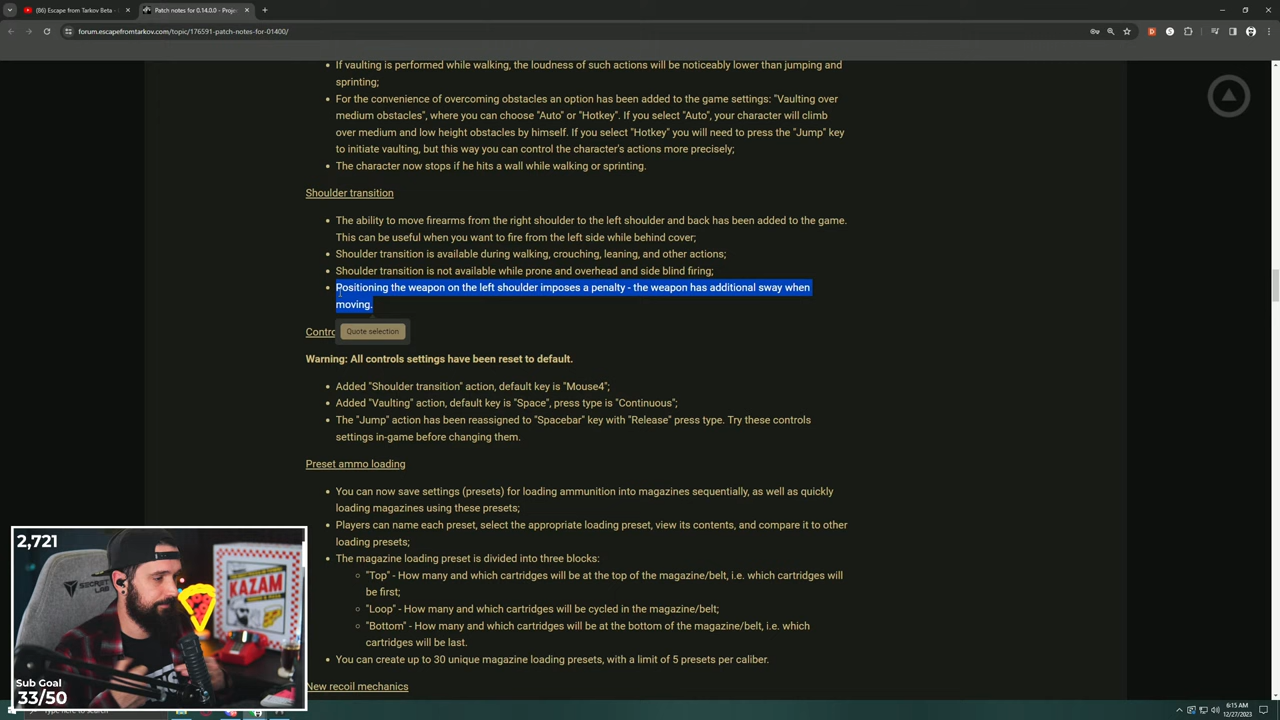 (86) Escape from Tarkov Beta -
Patch notes for 0.14.0.0 - Proje
forum.escapefromtarkov.com/topic/176591-patch-notes-for-01400/
If vaulting is performed while walking, the loudness of such actions will be noticeably lower than jumping and
sprinting;
For the convenience of overcoming obstacles an option has been added to the game settings: "Vaulting over
medium obstacles", where you can choose "Auto" or "Hotkey". If you select "Auto", your character will climb
over medium and low height obstacles by himself. If you select "Hotkey" you will need to press the "Jump" key
to initiate vaulting, but this way you can control the character's actions more precisely;
The character now stops if he hits a wall while walking or sprinting.
Shoulder transition
The ability to move firearms from the right shoulder to the left shoulder and back has been added to the game.
This can be useful when you want to fire from the left side while behind cover;
Shoulder transition is available during walking, crouching, leaning, and other actions;
Shoulder transition is not available while prone and overhead and side blind firing;
Positioning the weapon on the left shoulder imposes a penalty - the weapon has additional sway when
moving.
Contro
Quote selection
Warning: All controls settings have been reset to default.
Added "Shoulder transition" action, default key is "Mouse4";
Added "Vaulting" action, default key is "Space", press type is "Continuous";
The "Jump" action has been reassigned to "Spacebar" key with "Release" press type. Try these controls
settings in-game before changing them.
Preset ammo loading
You can now save settings (presets) for loading ammunition into magazines sequentially, as well as quickly
loading magazines using these presets;
Players can name each preset, select the appropriate loading preset, view its contents, and compare it to other
loading presets;
The magazine loading preset is divided into three blocks:
"Top" - How many and which cartridges will be at the top of the magazine/belt, i.e. which cartridges will
be first;
"Loop" - How many and which cartridges will be cycled in the magazine/belt;
"Bottom" - How many and which cartridges will be at the bottom of the magazine/belt, i.e. which
cartridges will be last.
You can create up to 30 unique magazine loading presets, with a limit of 5 presets per caliber.
New recoil mechanics
2,721
SECRET
KAZAM
Sub Goal
33/50
Type here to search
6:15 AM
12/27/2023